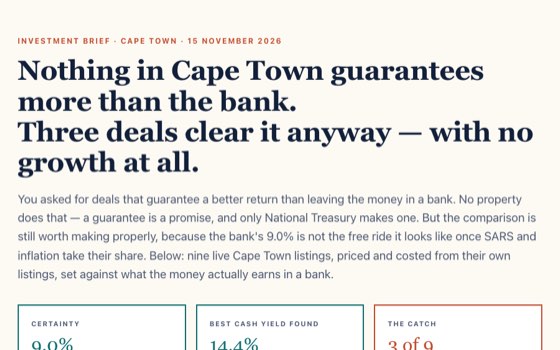 INVESTMENT BRIEF · CAPE TOWN · 15 NOVEMBER 2026
Nothing in Cape Town guarantees
more than the bank.
Three deals clear it anyway — with no
growth at all.
You asked for deals that guarantee a better return than leaving the money in a bank. No property
does that — a guarantee is a promise, and only National Treasury makes one. But the comparison is
still worth making properly, because the bank's 9.0% is not the free ride it looks like once SARS and
inflation take their share. Below: nine live Cape Town listings, priced and costed from their own
listings, set against what the money actually earns in a bank.
CERTAINTY
9.0%
BEST CASH YIELD FOUND
14.4%
THE CATCH
3 of 9